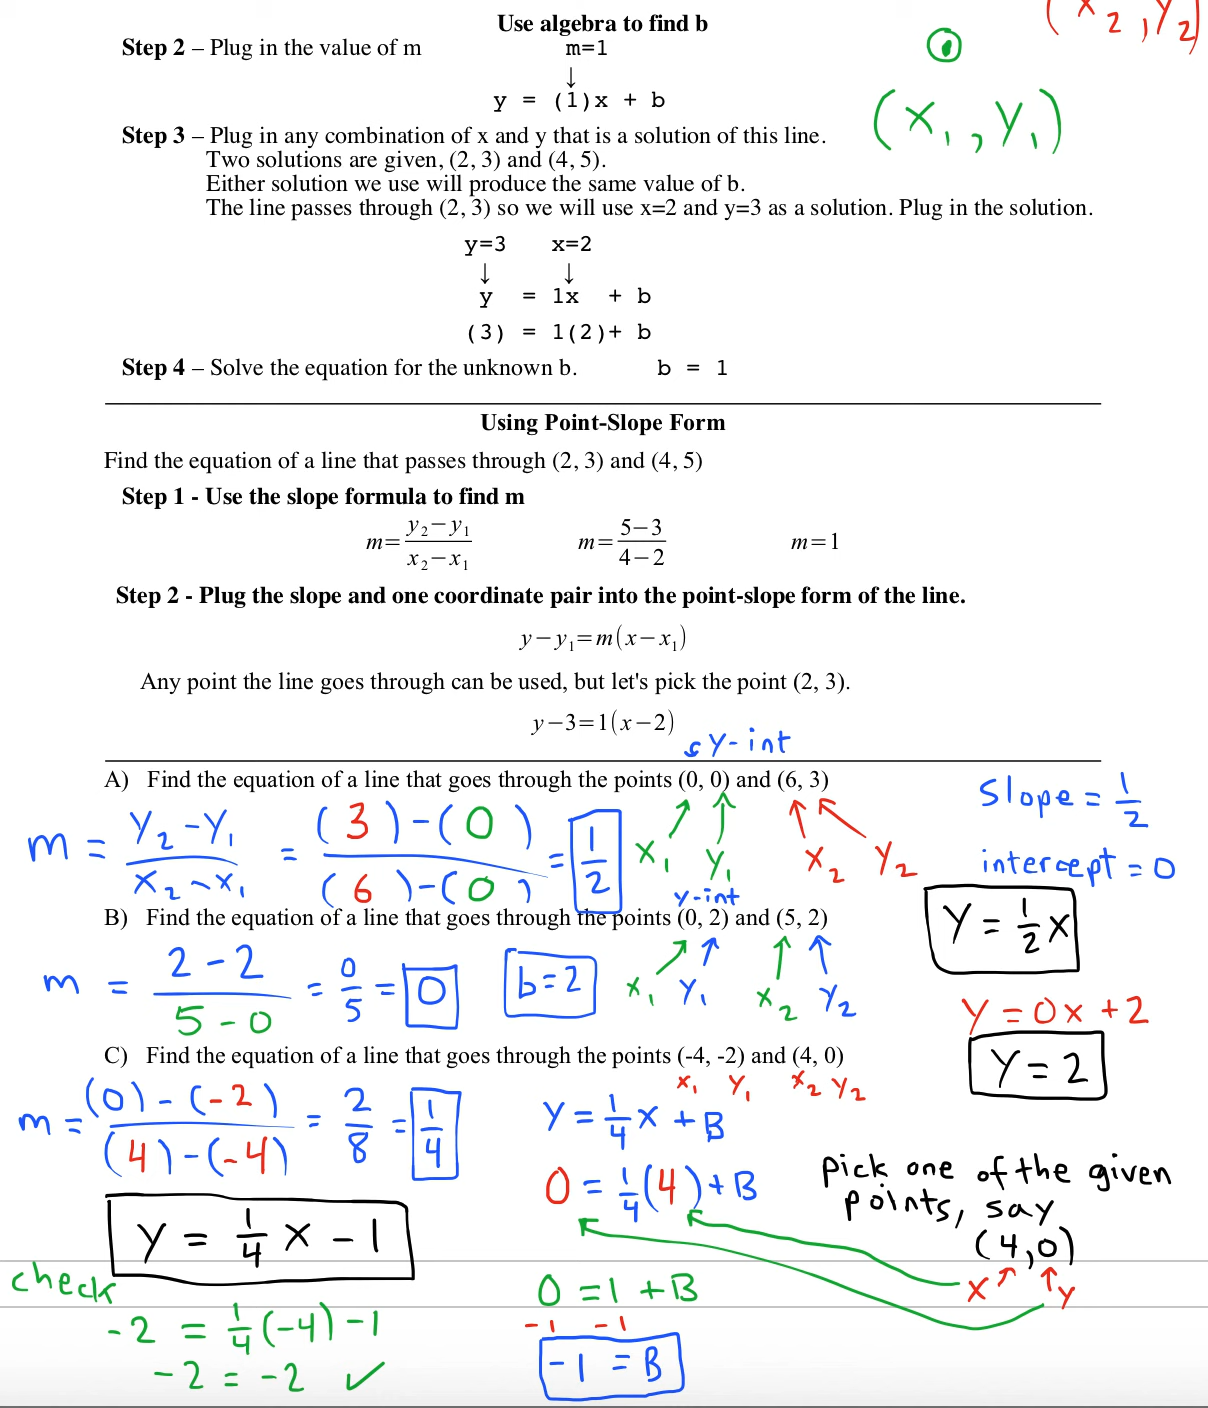 Use algebra to find b
(x₂, y₂)
Step 2 – Plug in the value of m
m=1
↓
y = (1)x + b
(x₁, y₁)
Step 3 – Plug in any combination of x and y that is a solution of this line.
Two solutions are given, (2, 3) and (4, 5).
Either solution we use will produce the same value of b.
The line passes through (2, 3) so we will use x=2 and y=3 as a solution. Plug in the solution.
y=3 x=2
↓ ↓
y = 1x + b
(3) = 1(2)+ b
Step 4 – Solve the equation for the unknown b. b = 1
Using Point-Slope Form
Find the equation of a line that passes through (2, 3) and (4, 5)
Step 1 - Use the slope formula to find m
m=(y₂−y₁)/(x₂−x₁) m=(5−3)/(4−2) m=1
Step 2 - Plug the slope and one coordinate pair into the point-slope form of the line.
y−y₁=m(x−x₁)
Any point the line goes through can be used, but let's pick the point (2, 3).
y−3=1(x−2)
y-int
A) Find the equation of a line that goes through the points (0, 0) and (6, 3)
Slope = 1/2
m = (y₂-y₁)/(x₂-x₁) = ((3)-(0))/((6)-(0)) = 1/2
x₁ y₁ x₂ y₂
intercept = 0
y = 1/2 x
y-int
B) Find the equation of a line that goes through the points (0, 2) and (5, 2)
m = (2-2)/(5-0) = 0/5 = 0 b=2
x₁ y₁ x₂ y₂
y = 0x + 2
y = 2
C) Find the equation of a line that goes through the points (-4, -2) and (4, 0)
x₁ y₁ x₂ y₂
m = ((0)-(-2))/((4)-(-4)) = 2/8 = 1/4
y = 1/4 x + B
0 = 1/4(4) + B
pick one of the given
points, say
(4,0)
x y
y = 1/4 x - 1
0 = 1 + B
-1 -1
-1 = B
check
-2 = 1/4(-4) -1
-2 = -2 ✓